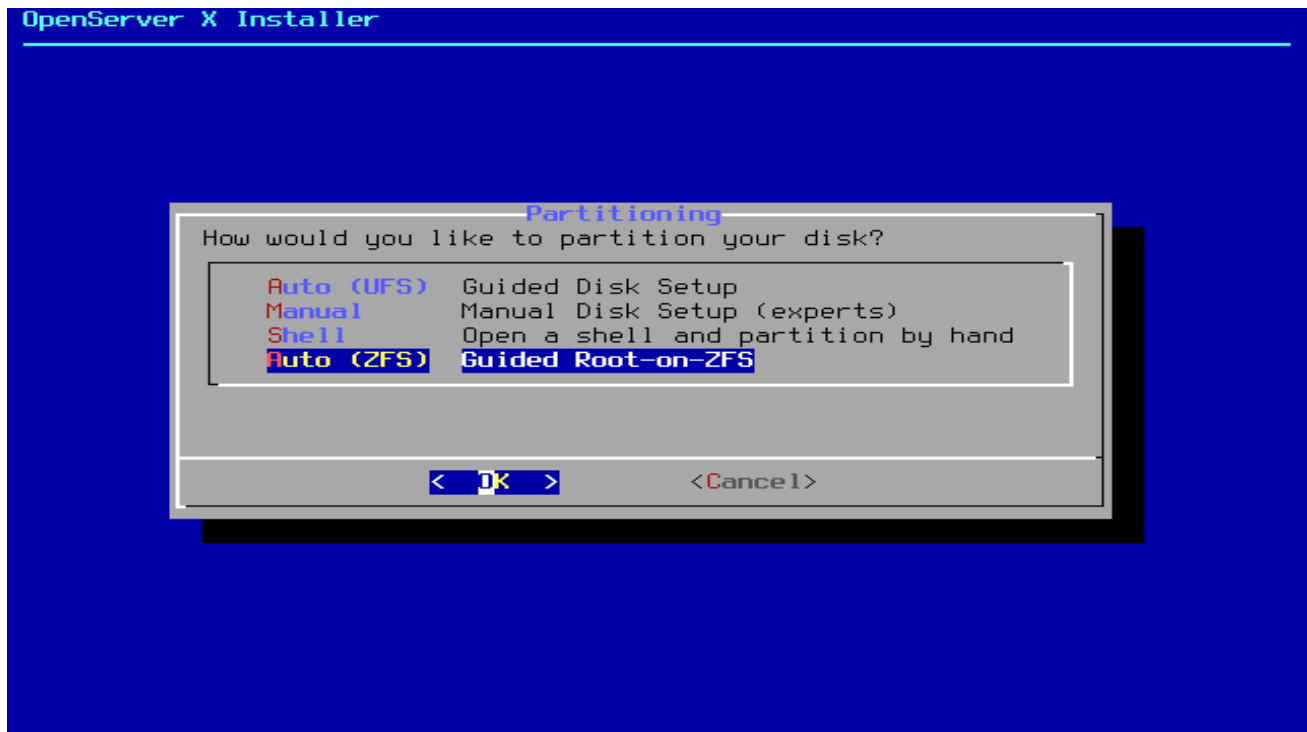 OpenServer X Installer
Partitioning
How would you like to partition your disk?
Auto (UFS) Guided Disk Setup
Manual Manual Disk Setup (experts)
Shell Open a shell and partition by hand
Auto (ZFS) Guided Root-on-ZFS
< OK > <Cancel>